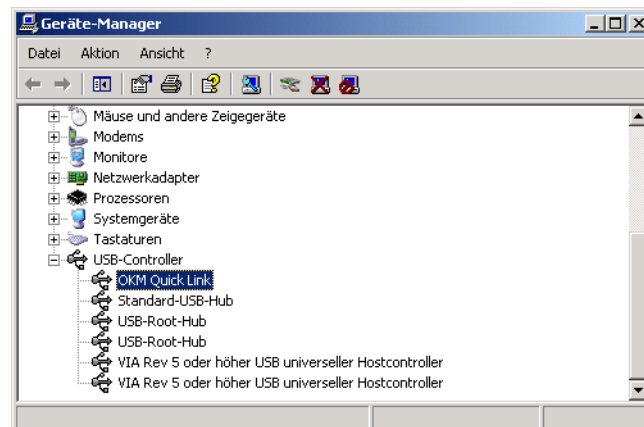 Geräte-Manager
Datei Aktion Ansicht ?
Mäuse und andere Zeigegeräte
Modems
Monitore
Netzwerkadapter
Prozessoren
Systemgeräte
Tastaturen
USB-Controller
OKM Quick Link
Standard-USB-Hub
USB-Root-Hub
USB-Root-Hub
VIA Rev 5 oder höher USB universeller Hostcontroller
VIA Rev 5 oder höher USB universeller Hostcontroller